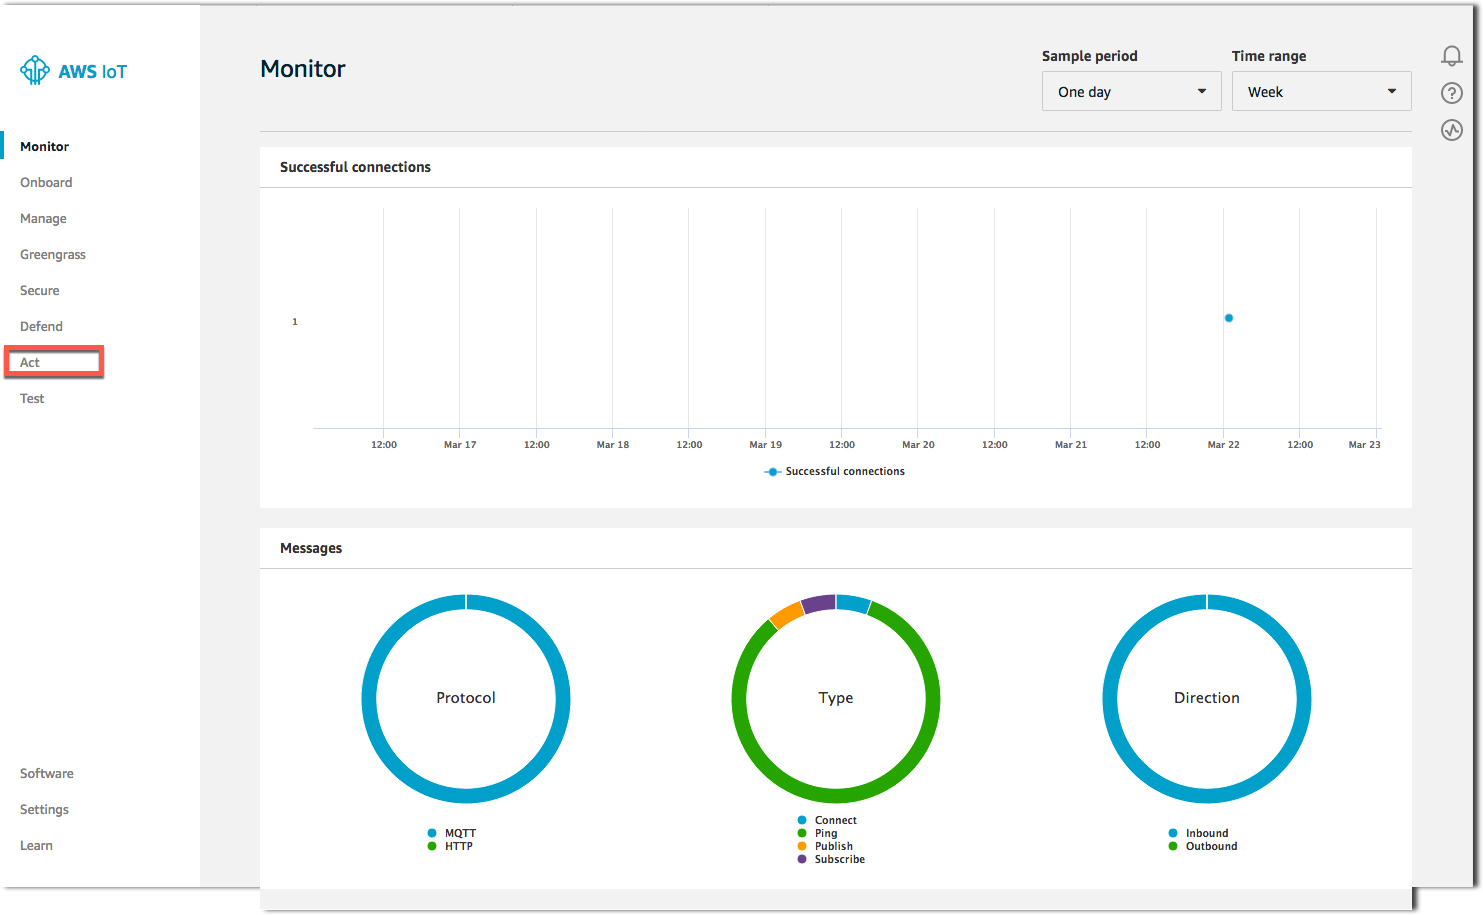 AWS IoT
Monitor
Onboard
Manage
Greengrass
Secure
Defend
Act
Test
Software
Settings
Learn
Monitor
Sample period
One day
Time range
Week
Successful connections
1
12:00 Mar 17 12:00 Mar 18 12:00 Mar 19 12:00 Mar 20 12:00 Mar 21 12:00 Mar 22 12:00 Mar 23
Successful connections
Messages
Protocol
MQTT
HTTP
Type
Connect
Ping
Publish
Subscribe
Direction
Inbound
Outbound